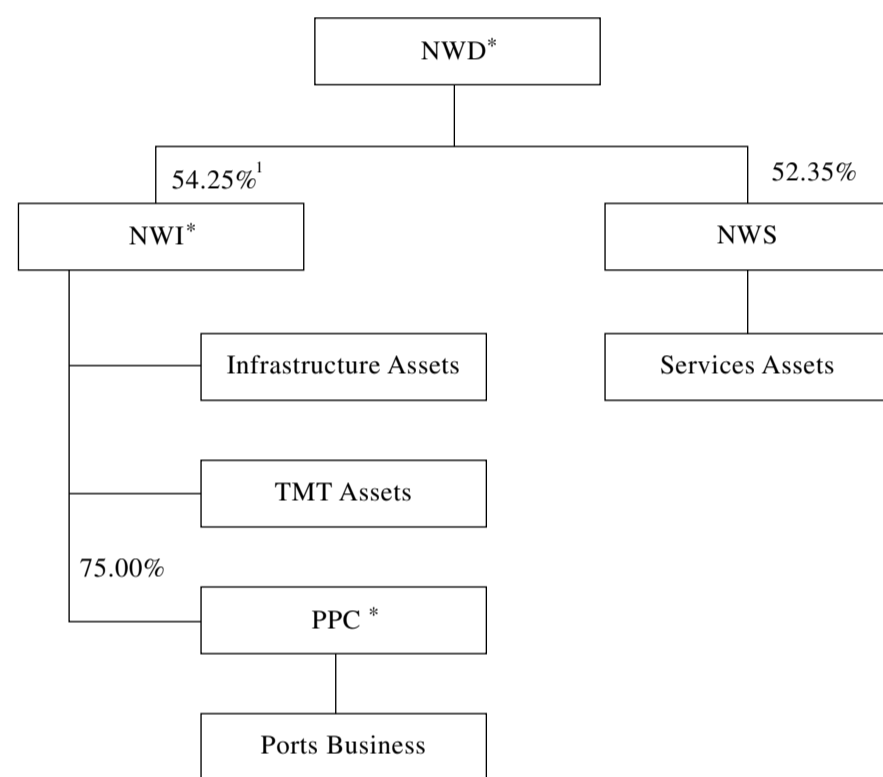 NWD*
54.25%¹
52.35%
NWI*
NWS
Infrastructure Assets
Services Assets
TMT Assets
75.00%
PPC *
Ports Business